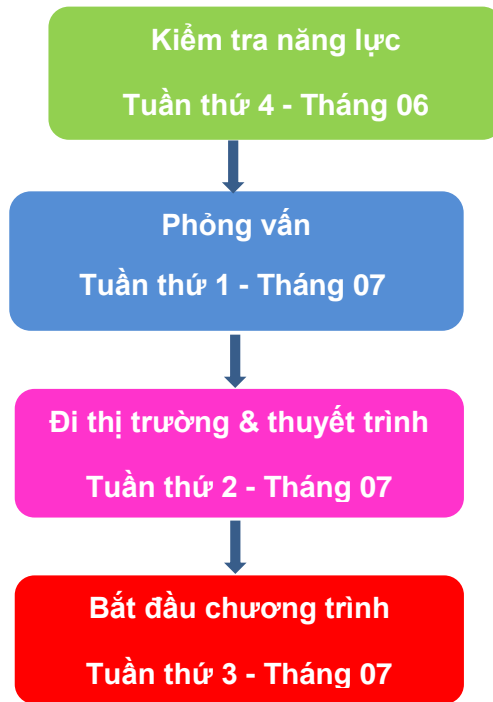 Kiểm tra năng lực
Tuần thứ 4 - Tháng 06
Phỏng vấn
Tuần thứ 1 - Tháng 07
Đi thị trường & thuyết trình
Tuần thứ 2 - Tháng 07
Bắt đầu chương trình
Tuần thứ 3 - Tháng 07